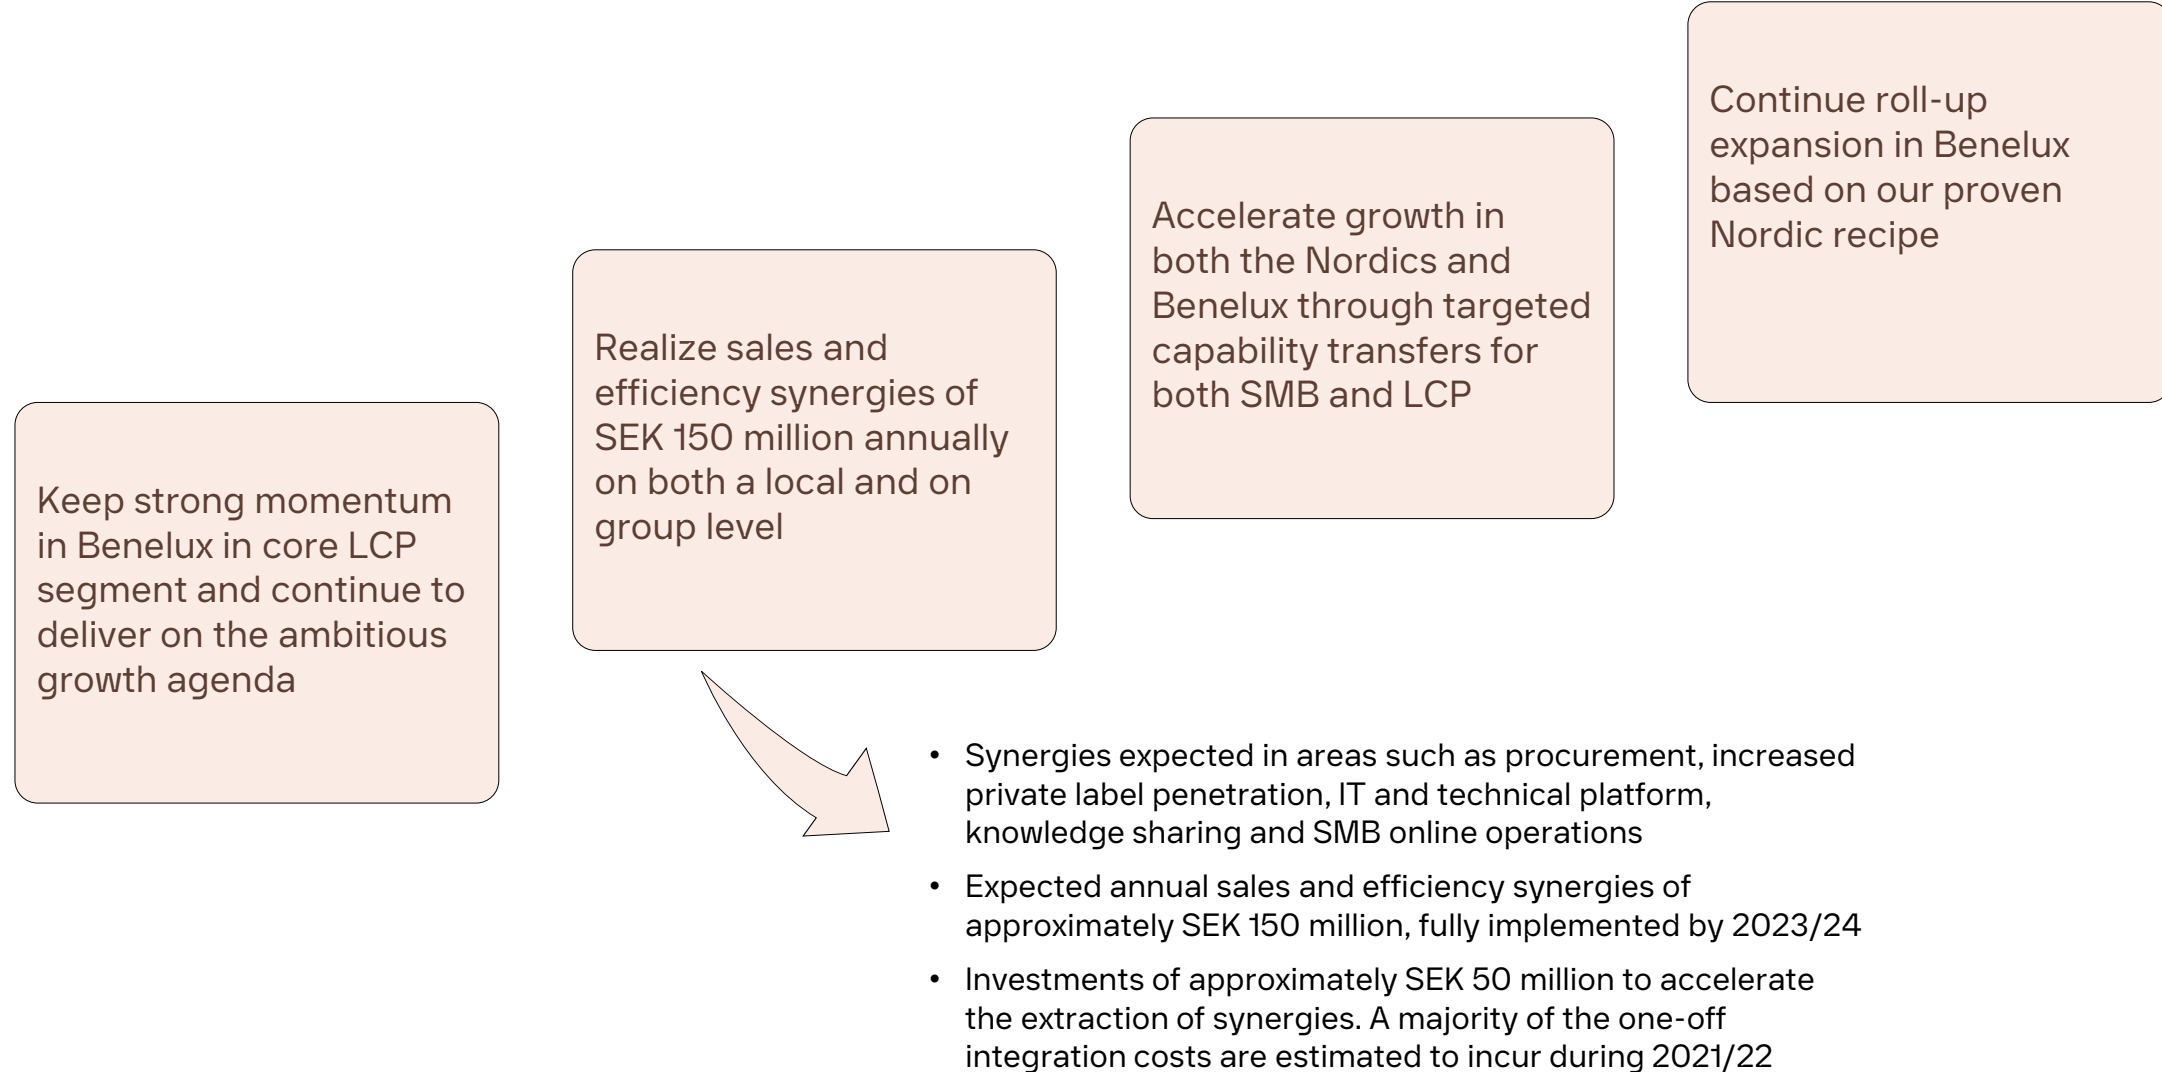 Keep strong momentum
in Benelux in core LCP
segment and continue to
deliver on the ambitious
growth agenda
Realize sales and
efficiency synergies of
SEK 150 million annually
on both a local and on
group level
Accelerate growth in
both the Nordics and
Benelux through targeted
capability transfers for
both SMB and LCP
Continue roll-up
expansion in Benelux
based on our proven
Nordic recipe
• Synergies expected in areas such as procurement, increased
private label penetration, IT and technical platform,
knowledge sharing and SMB online operations
• Expected annual sales and efficiency synergies of
approximately SEK 150 million, fully implemented by 2023/24
• Investments of approximately SEK 50 million to accelerate
the extraction of synergies. A majority of the one-off
integration costs are estimated to incur during 2021/22